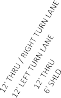 12' THRU / RIGHT TURN LANE
12' LEFT TURN LANE
12' THRU
6' SHLD